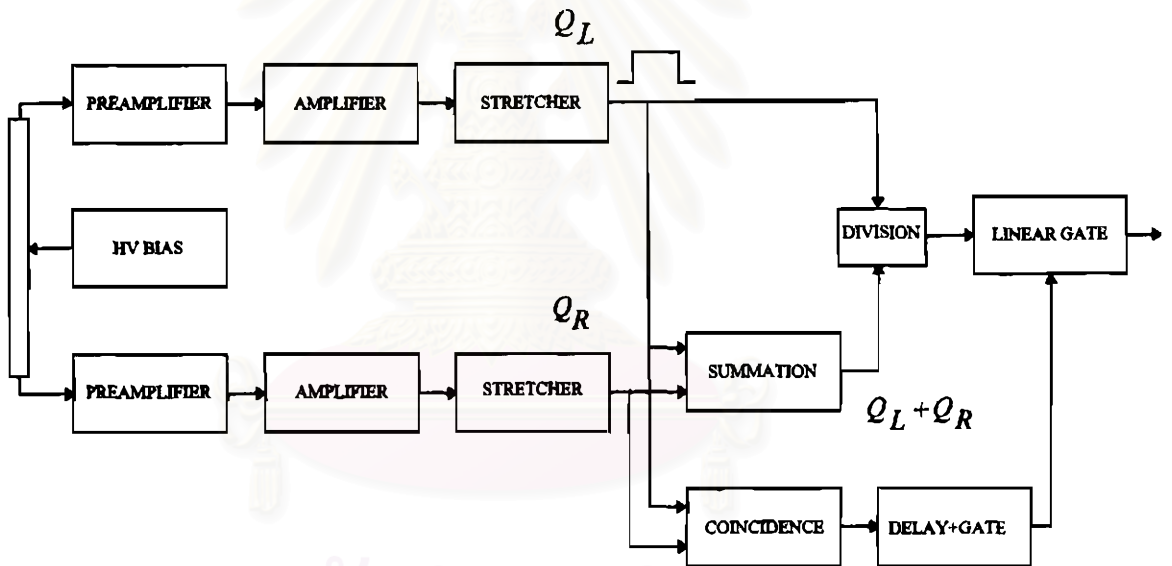 Q_L
PREAMPLIFIER
AMPLIFIER
STRETCHER
HV BIAS
DIVISION
LINEAR GATE
Q_R
PREAMPLIFIER
AMPLIFIER
STRETCHER
SUMMATION
Q_L + Q_R
COINCIDENCE
DELAY+GATE